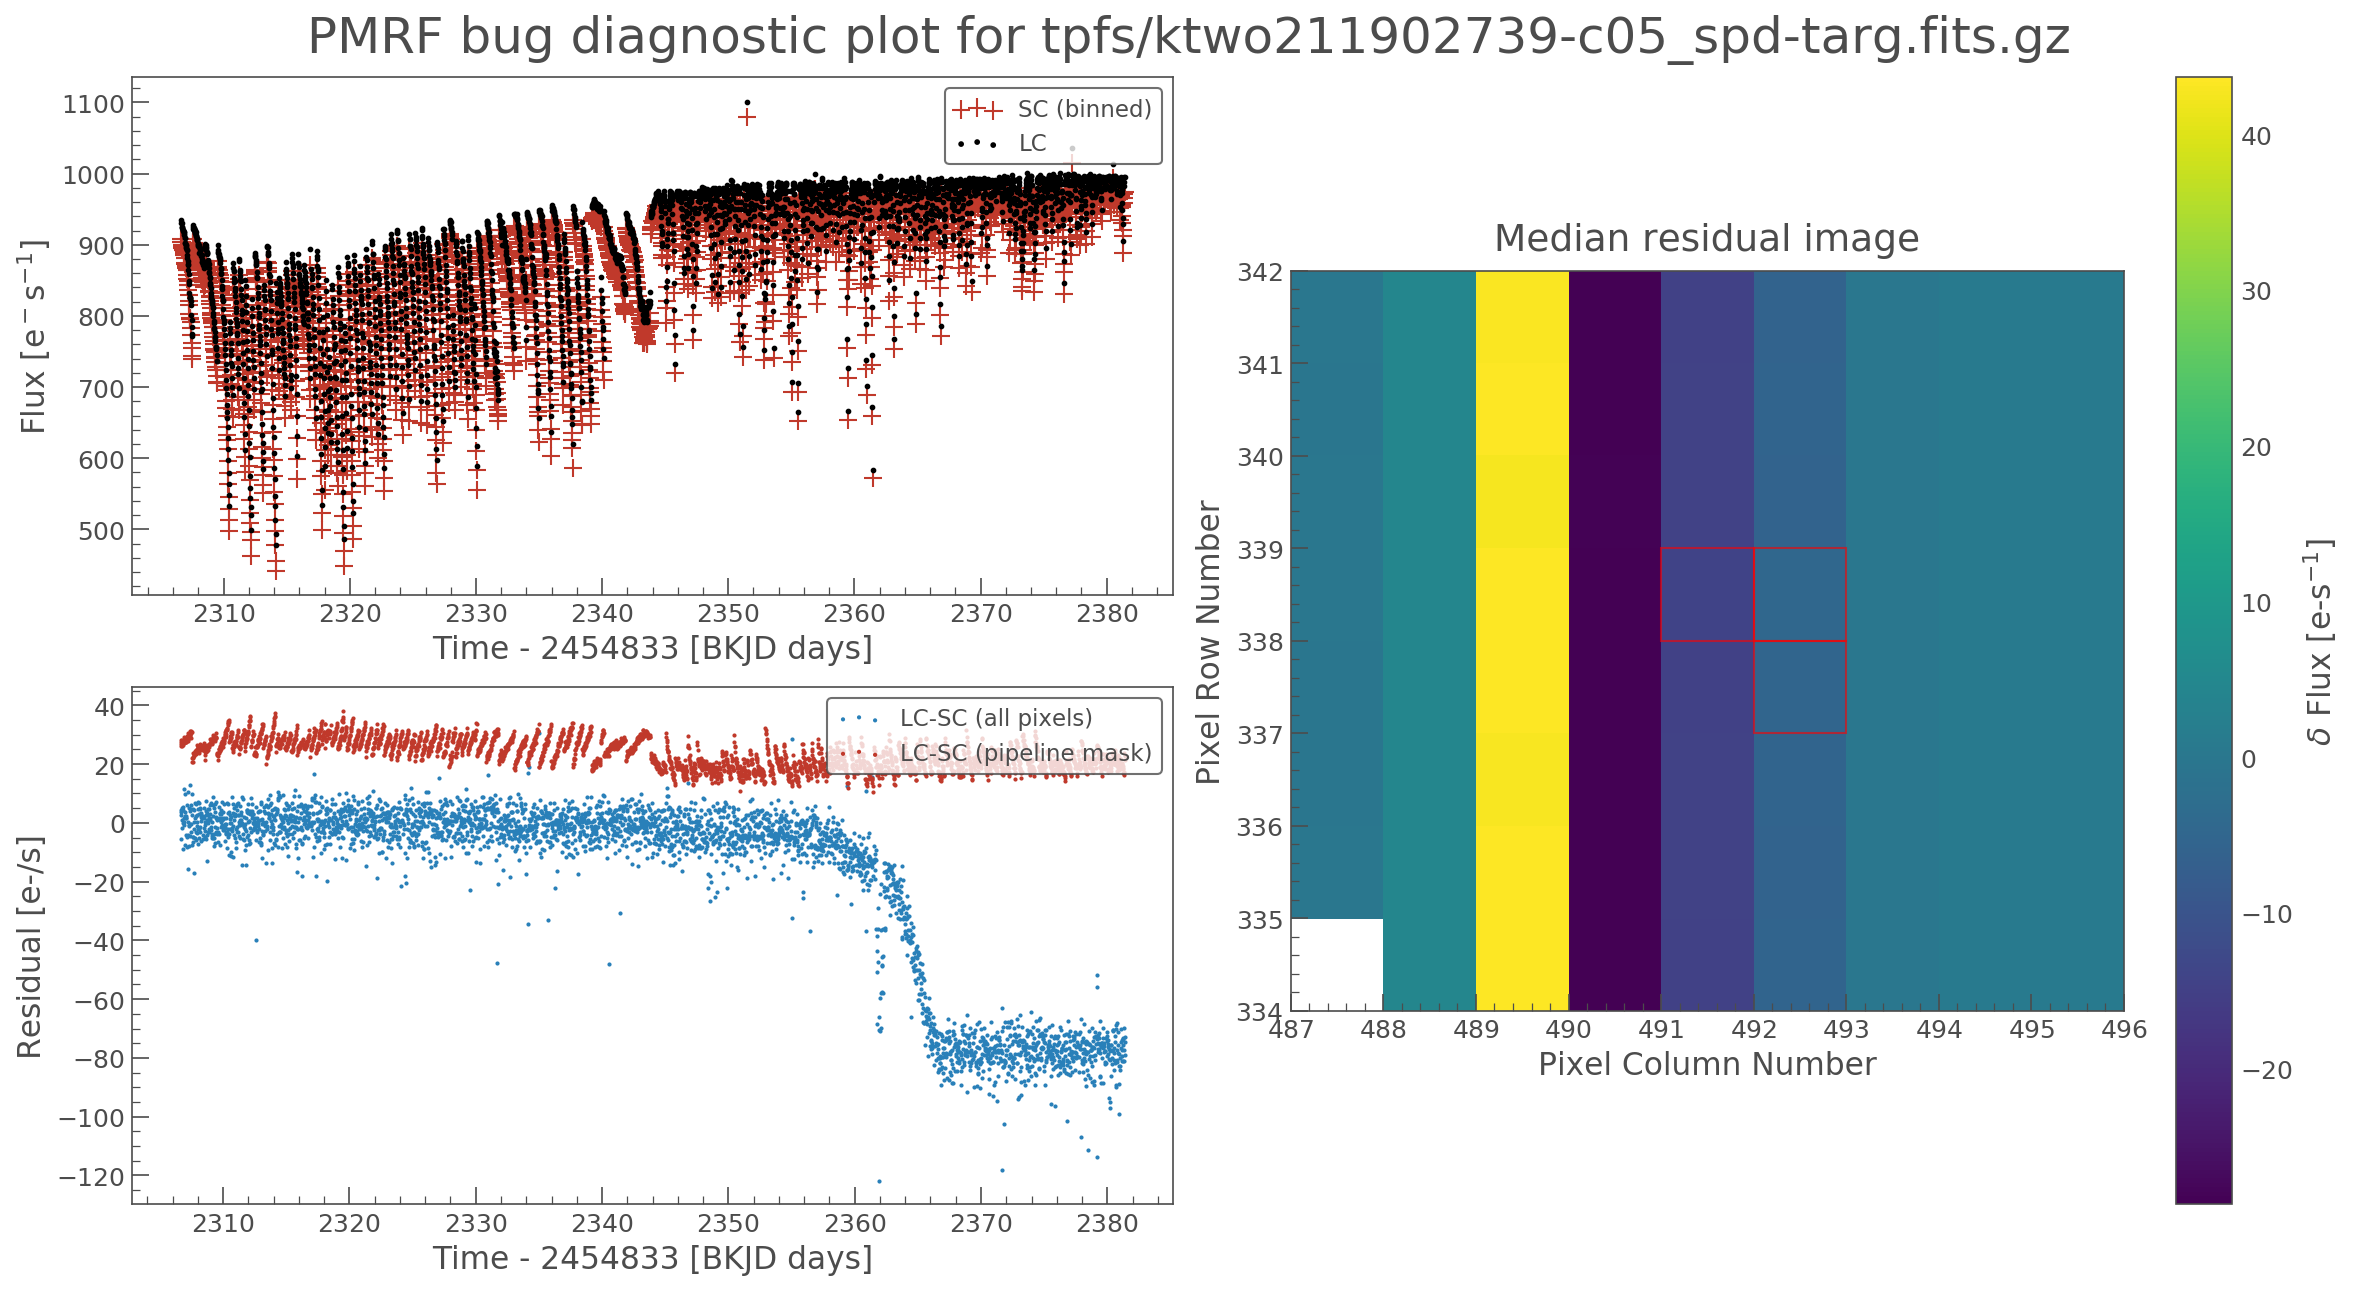 PMRF bug diagnostic plot for tpfs/ktwo211902739-c05_spd-targ.fits.gz
Flux [e⁻ s⁻¹]
1100
1000
900
800
700
600
500
SC (binned)
LC
2310 2320 2330 2340 2350 2360 2370 2380
Time - 2454833 [BKJD days]
Residual [e-/s]
40
20
0
−20
−40
−60
−80
−100
−120
LC-SC (all pixels)
LC-SC (pipeline mask)
2310 2320 2330 2340 2350 2360 2370 2380
Time - 2454833 [BKJD days]
Median residual image
Pixel Row Number
342
341
340
339
338
337
336
335
334
487 488 489 490 491 492 493 494 495 496
Pixel Column Number
40
30
20
10
0
−10
−20
δ Flux [e-s⁻¹]